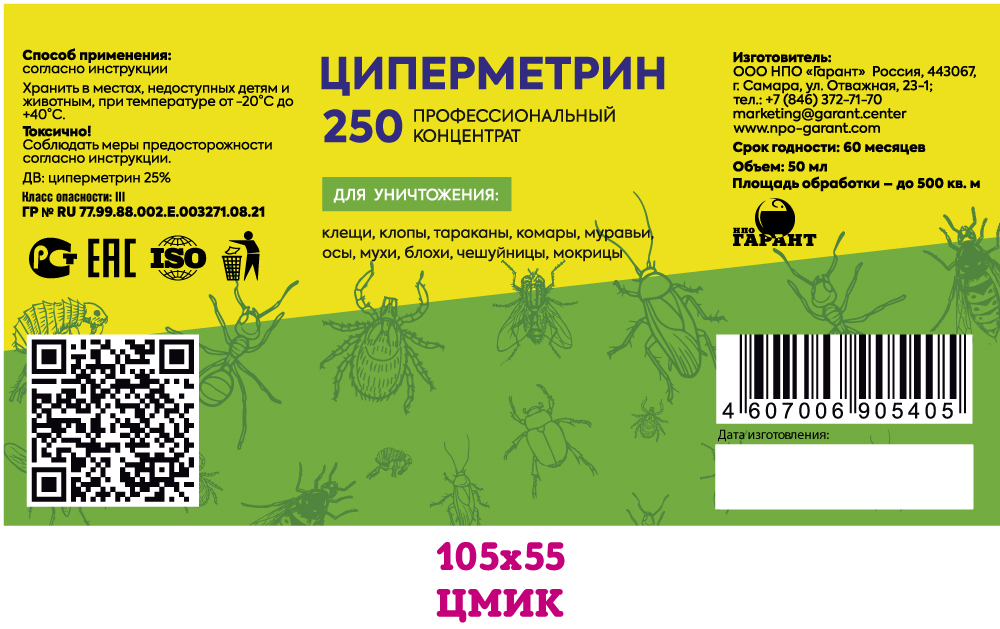 Способ применения:
согласно инструкции
Хранить в местах, недоступных детям и
животным, при температуре от -20°С до
+40°С.
Токсично!
Соблюдать меры предосторожности
согласно инструкции.
ДВ: циперметрин 25%
Класс опасности: III
ГР № RU 77.99.88.002.Е.003271.08.21
РСТ ЕАС ISO
ЦИПЕРМЕТРИН
250 ПРОФЕССИОНАЛЬНЫЙ
КОНЦЕНТРАТ
ДЛЯ УНИЧТОЖЕНИЯ:
клещи, клопы, тараканы, комары, муравьи,
осы, мухи, блохи, чешуйницы, мокрицы
Изготовитель:
ООО НПО «Гарант» Россия, 443067,
г. Самара, ул. Отважная, 23-1;
тел.: +7 (846) 372-71-70
marketing@garant.center
www.npo-garant.com
Срок годности: 60 месяцев
Объем: 50 мл
Площадь обработки – до 500 кв. м
НПО
ГАРАНТ
4 607006 905405
Дата изготовления:
105х55
ЦМИК